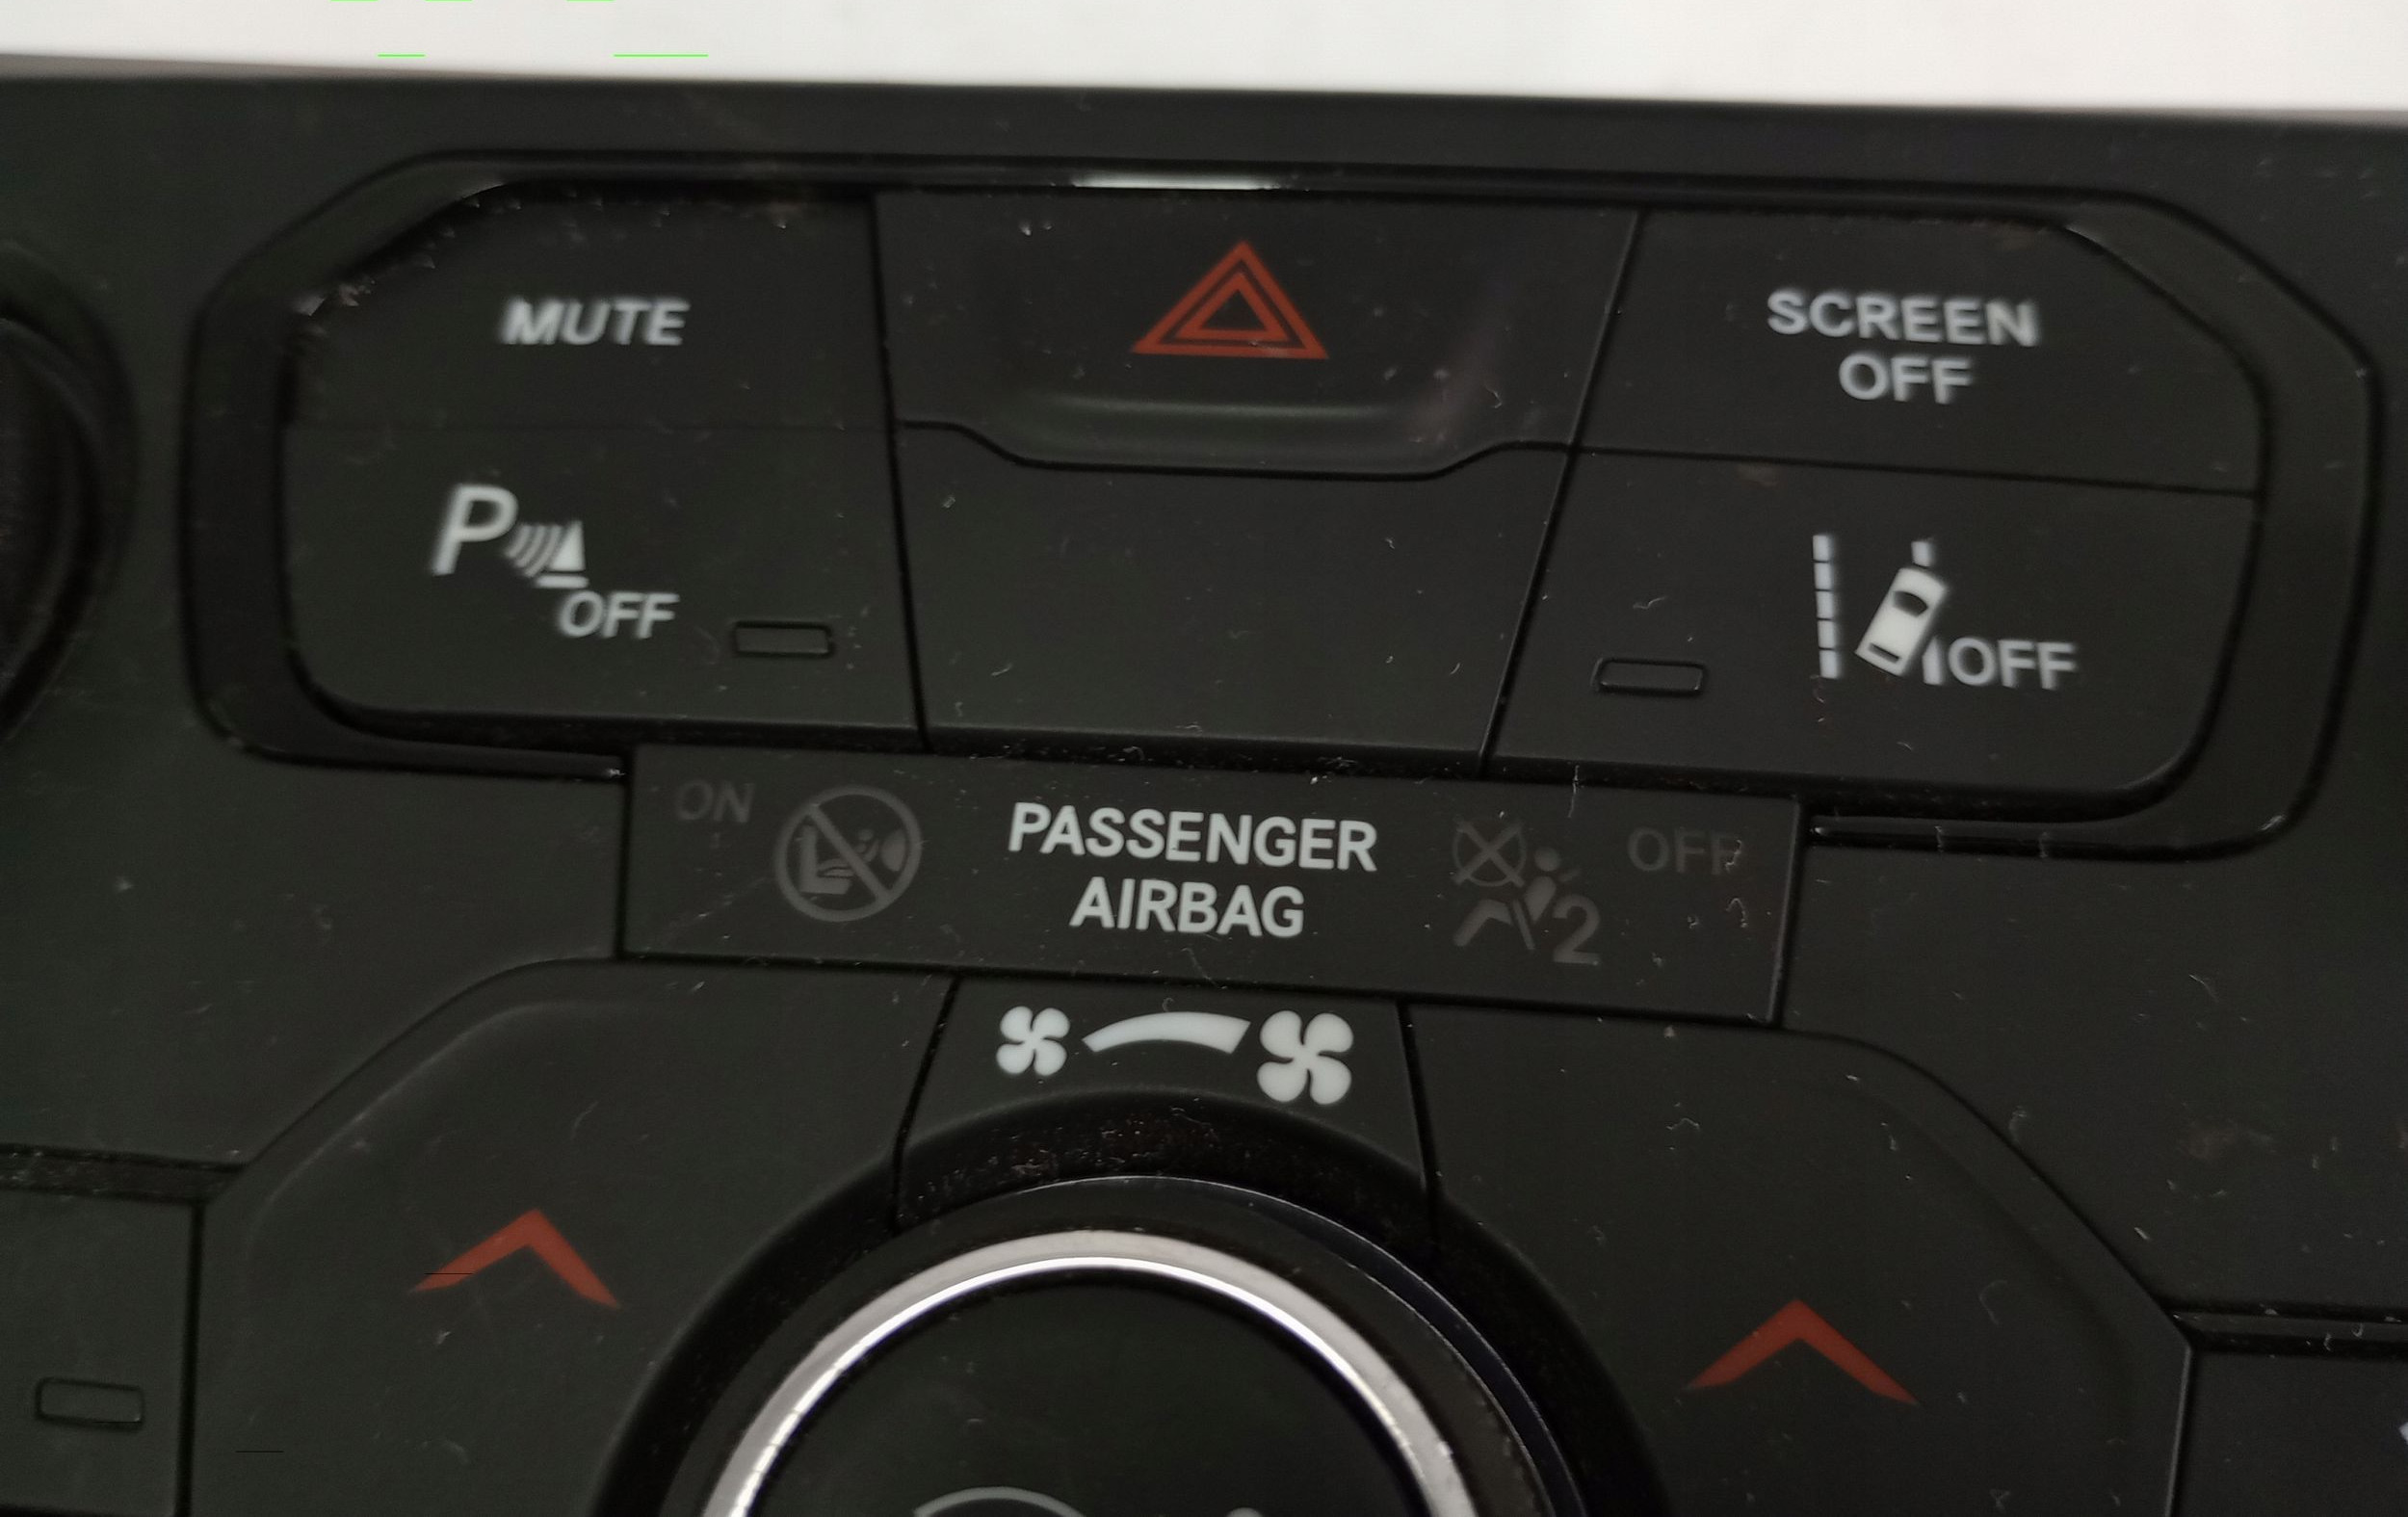 MUTE
SCREEN
OFF
P
OFF
OFF
ON
PASSENGER
AIRBAG
2
OFF